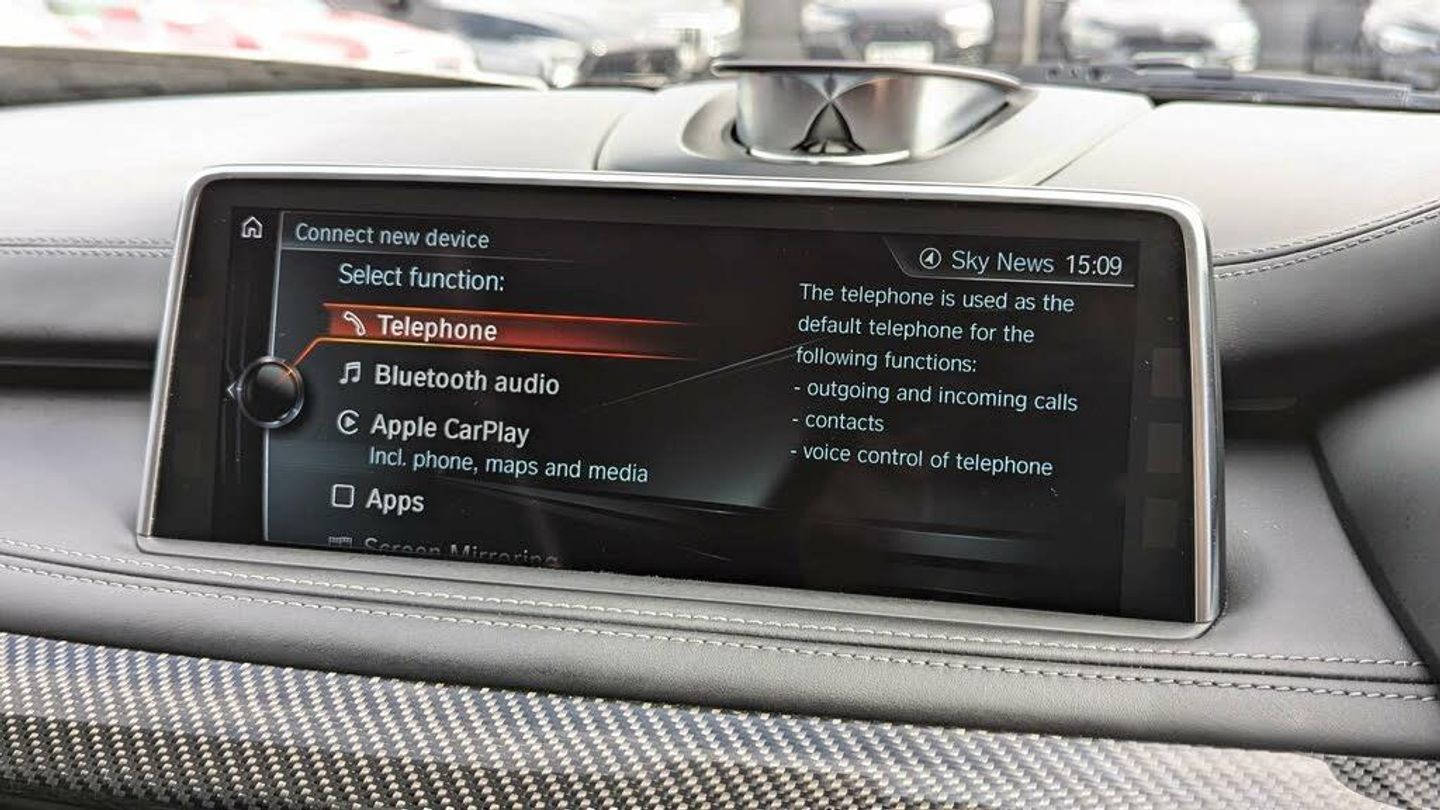 Connect new device
Sky News 15:09
Select function:
Telephone
Bluetooth audio
Apple CarPlay
Incl. phone, maps and media
Apps
Screen Mirroring
The telephone is used as the
default telephone for the
following functions:
- outgoing and incoming calls
- contacts
- voice control of telephone